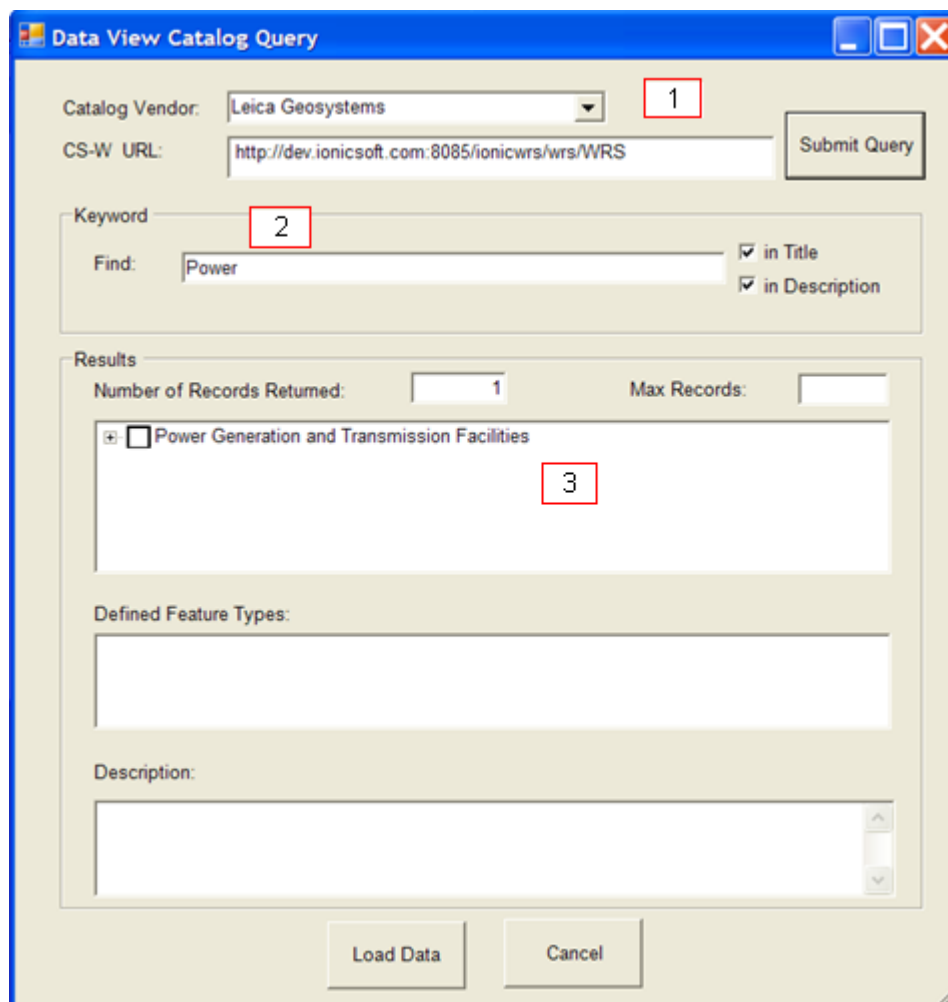 Data View Catalog Query
Catalog Vendor: Leica Geosystems 1
CS-W URL: http://dev.ionicsoft.com:8085/ionicwrs/wrs/WRS Submit Query
Keyword
2
Find: Power
in Title
in Description
Results
Number of Records Returned: 1 Max Records:
Power Generation and Transmission Facilities
3
Defined Feature Types:
Description:
Load Data Cancel